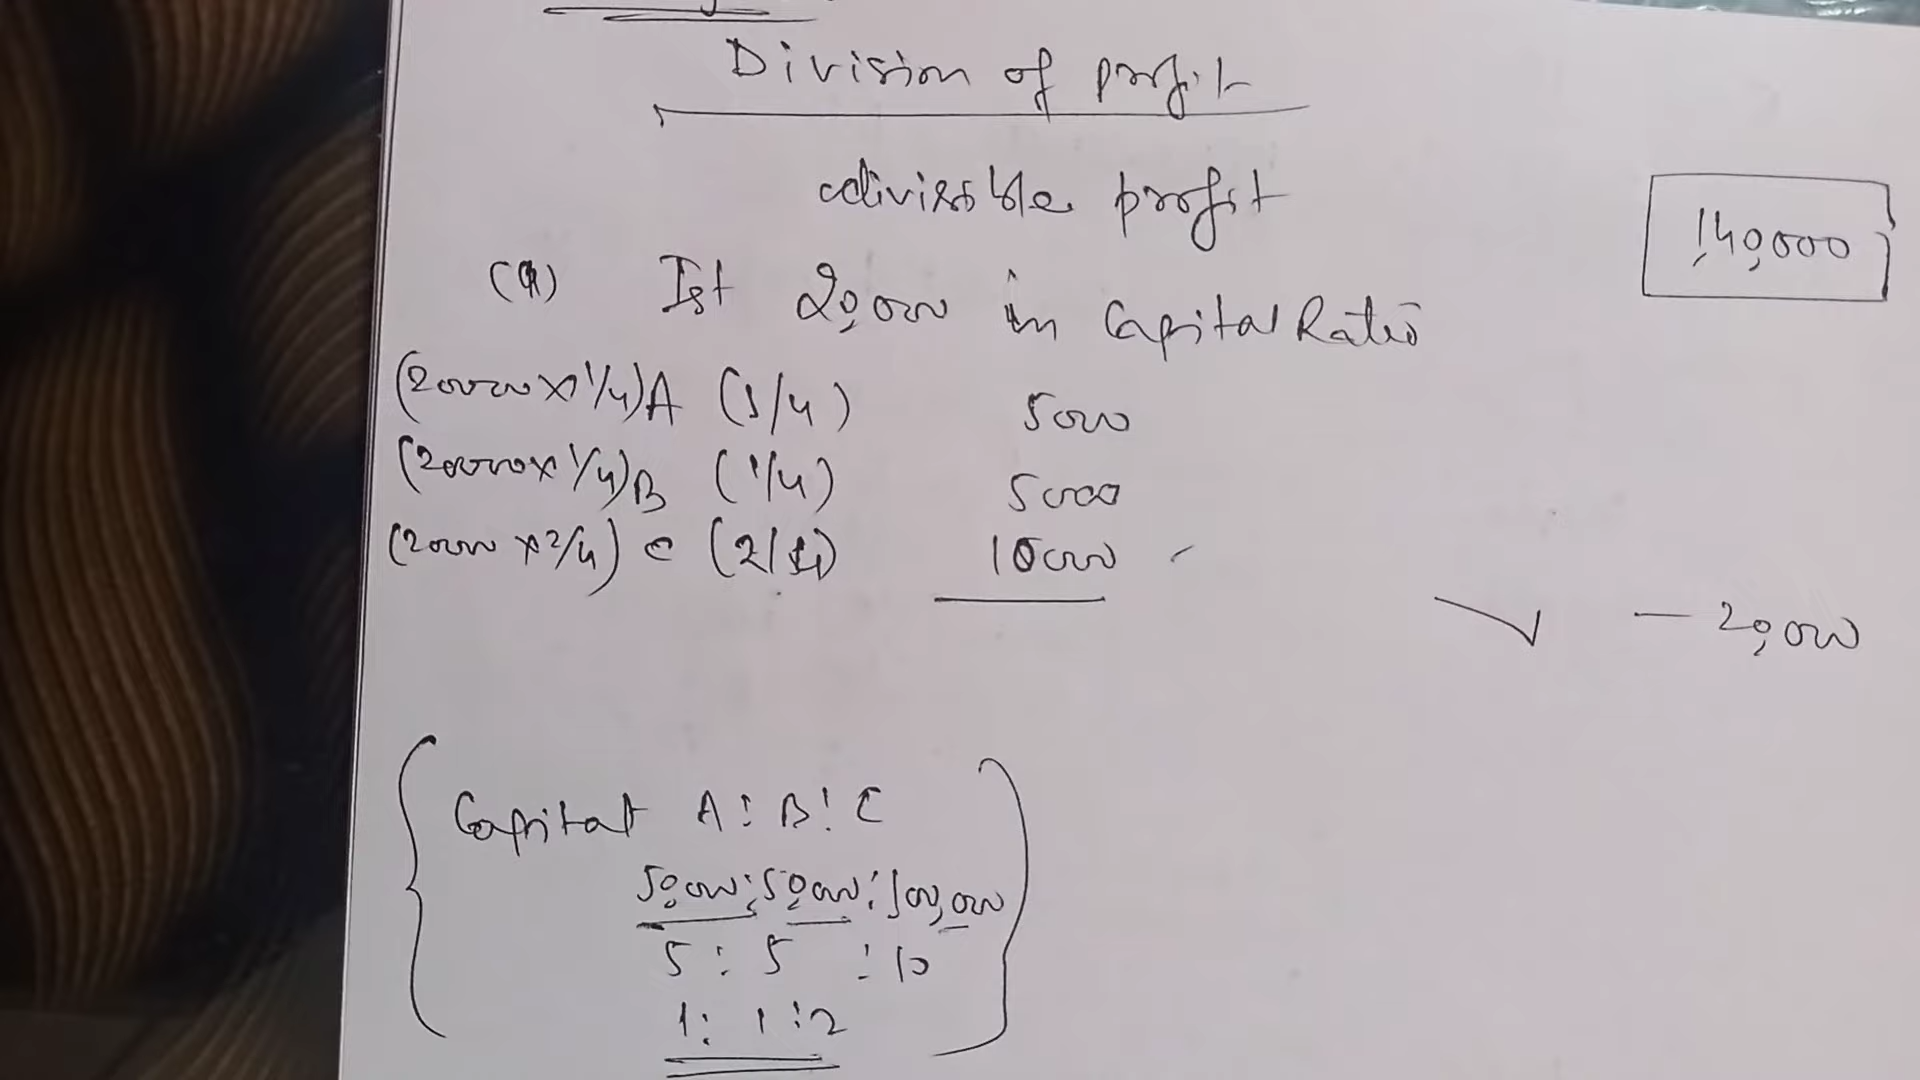 Division of profit
divisible profit
140,000
(a) Ist 20,000 in Capital Ratio
(20000 x 1/4) A (1/4) 5000
(20000 x 1/4) B (1/4) 5000
(20000 x 2/4) C (2/4) 10000
— 20,000
Capital A : B : C
50,000 : 50,000 : 100,000
5 : 5 : 10
1 : 1 : 2